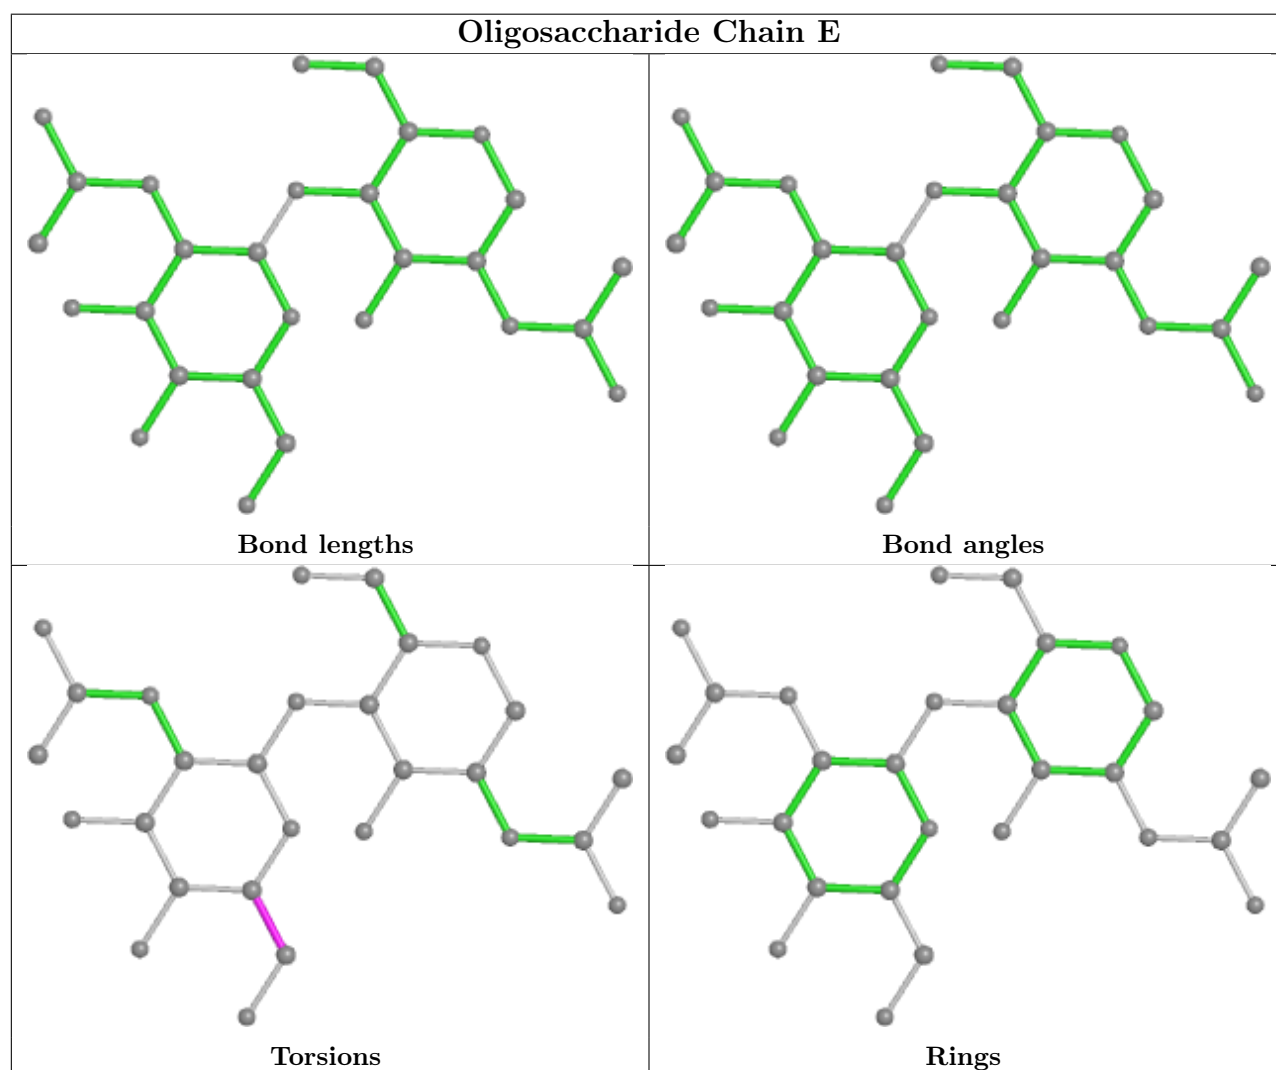 Oligosaccharide Chain E
Bond lengths
Bond angles
Torsions
Rings